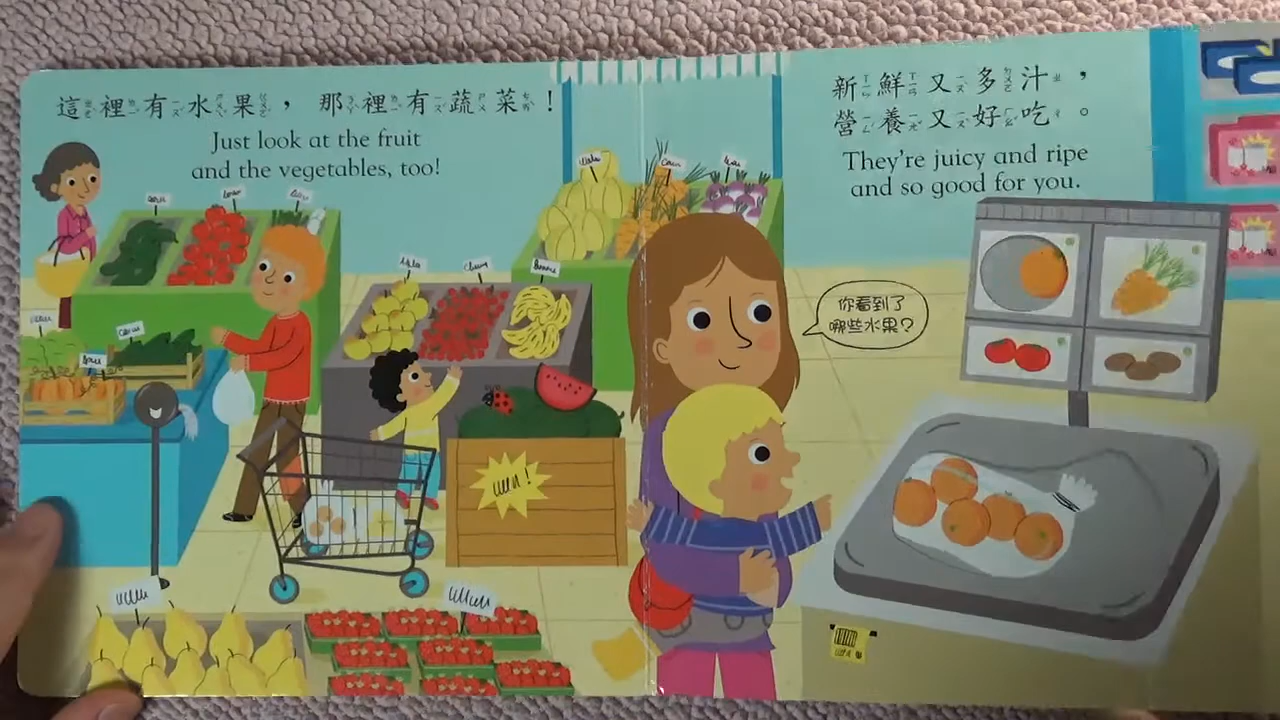 這裡有水果，那裡有蔬菜！
Just look at the fruit
and the vegetables, too!
新鮮又多汁，
營養又好吃。
They're juicy and ripe
and so good for you.
你看到了
哪些水果？